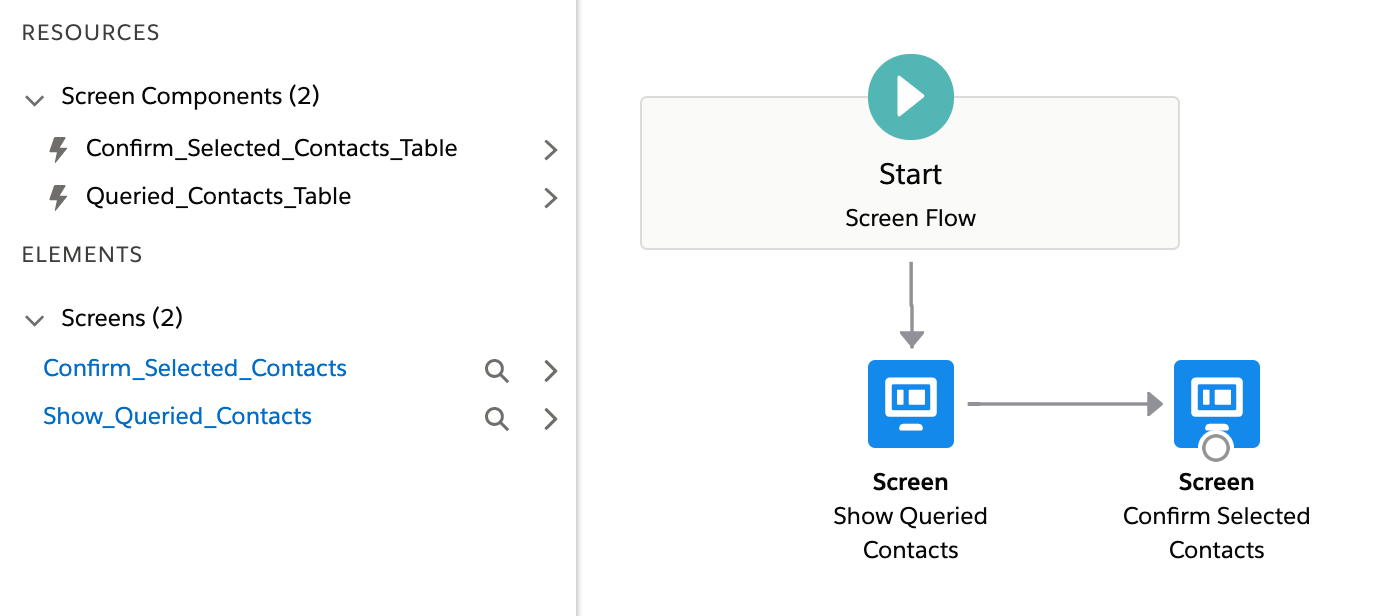 RESOURCES
Screen Components (2)
Confirm_Selected_Contacts_Table
Queried_Contacts_Table
ELEMENTS
Screens (2)
Confirm_Selected_Contacts
Show_Queried_Contacts
Start
Screen Flow
Screen
Show Queried
Contacts
Screen
Confirm Selected
Contacts